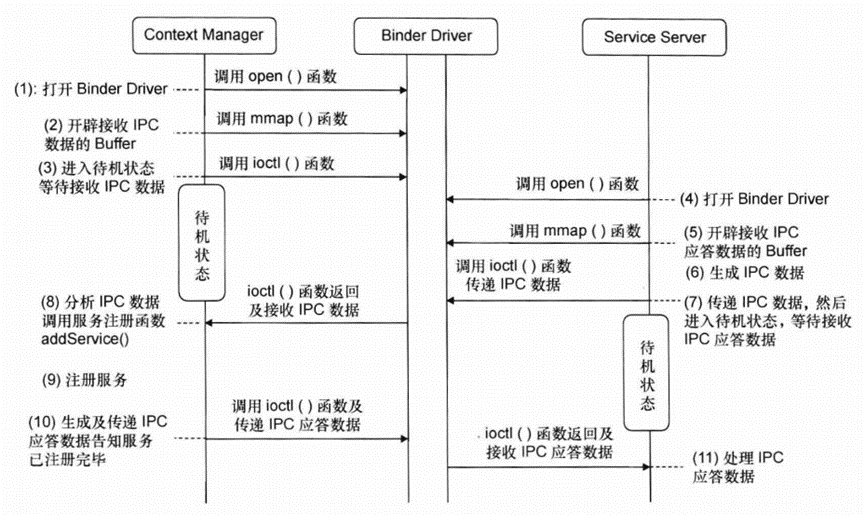 Context Manager
Binder Driver
Service Server
调用 open ( ) 函数
(1): 打开 Binder Driver
调用 mmap ( ) 函数
(2) 开辟接收 IPC
数据的 Buffer
调用 ioctl ( ) 函数
(3) 进入待机状态
等待接收 IPC 数据
待
机
状
态
调用 open ( ) 函数
(4) 打开 Binder Driver
调用 mmap ( ) 函数
(5) 开辟接收 IPC
应答数据的 Buffer
调用 ioctl ( ) 函数
传递 IPC 数据
(6) 生成 IPC 数据
(7) 传递 IPC 数据, 然后
进入待机状态, 等待接收
IPC 应答数据
待
机
状
态
ioctl ( ) 函数返回
及接收 IPC 数据
(8) 分析 IPC 数据
调用服务注册函数
addService()
(9) 注册服务
调用 ioctl ( ) 函数及
传递 IPC 应答数据
(10) 生成及传递 IPC
应答数据告知服务
已注册完毕
ioctl ( ) 函数返回及
接收 IPC 应答数据
(11) 处理 IPC
应答数据